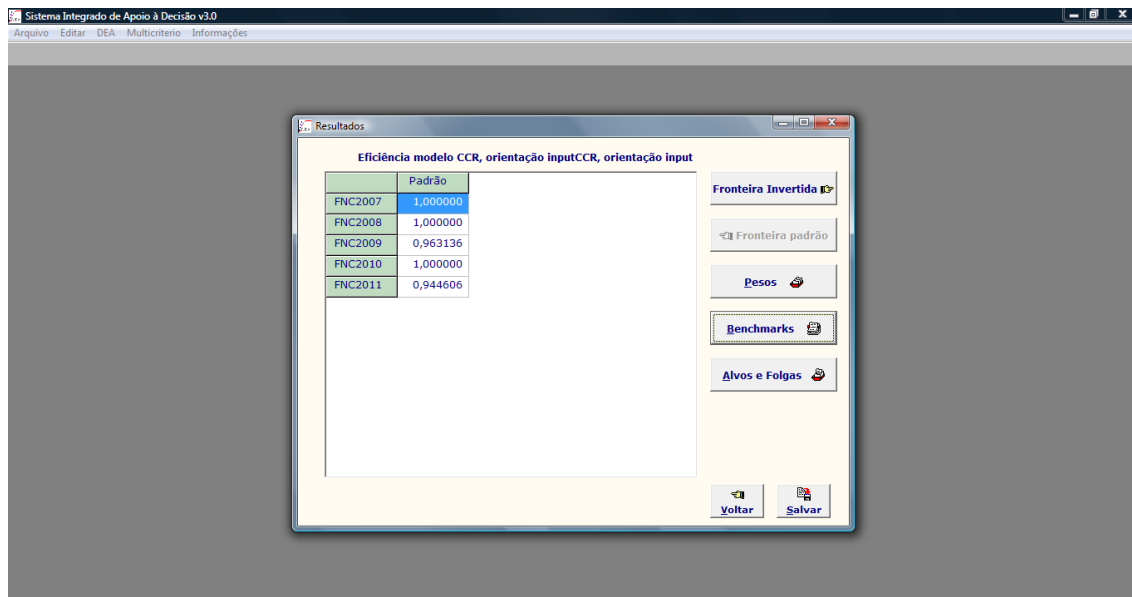 Sistema Integrado de Apoio à Decisão v3.0
Arquivo Editar DEA Multicriterio Informações
Resultados
Eficiência modelo CCR, orientação inputCCR, orientação input
Padrão
FNC2007 1,000000
FNC2008 1,000000
FNC2009 0,963136
FNC2010 1,000000
FNC2011 0,944606
Fronteira Invertida
Fronteira padrão
Pesos
Benchmarks
Alvos e Folgas
Voltar Salvar